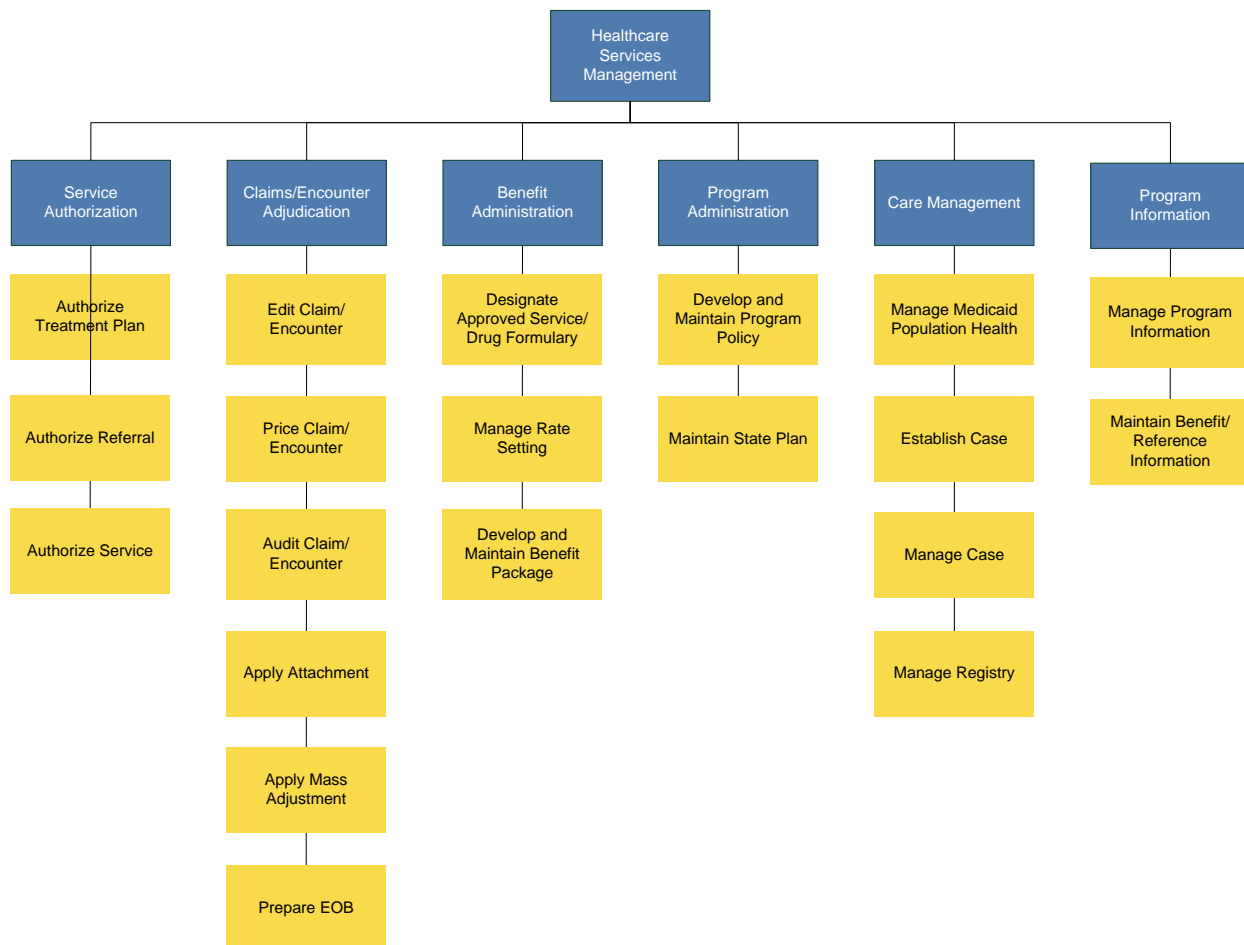 Healthcare
Services
Management
Service
Authorization
Claims/Encounter
Adjudication
Benefit
Administration
Program
Administration
Care Management
Program
Information
Authorize
Treatment Plan
Authorize Referral
Authorize Service
Edit Claim/
Encounter
Price Claim/
Encounter
Audit Claim/
Encounter
Apply Attachment
Apply Mass
Adjustment
Prepare EOB
Designate
Approved Service/
Drug Formulary
Manage Rate
Setting
Develop and
Maintain Benefit
Package
Develop and
Maintain Program
Policy
Maintain State Plan
Manage Medicaid
Population Health
Establish Case
Manage Case
Manage Registry
Manage Program
Information
Maintain Benefit/
Reference
Information